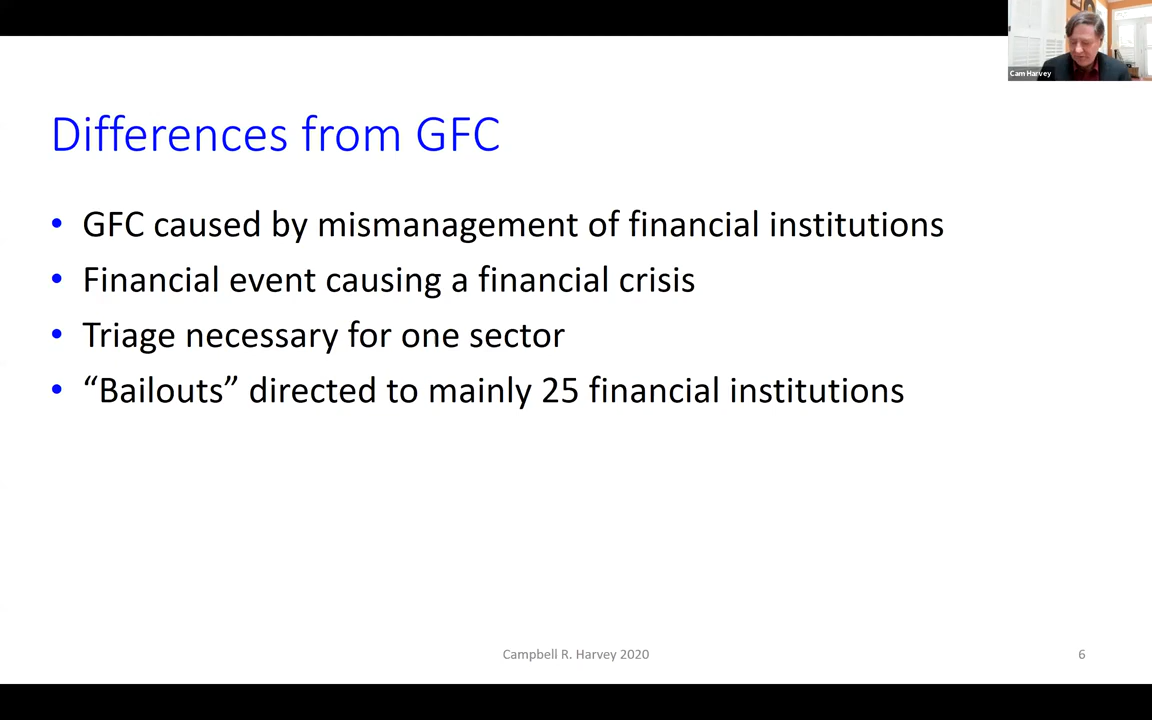 Cam Harvey
Differences from GFC
• GFC caused by mismanagement of financial institutions
• Financial event causing a financial crisis
• Triage necessary for one sector
• “Bailouts” directed to mainly 25 financial institutions
Campbell R. Harvey 2020
6